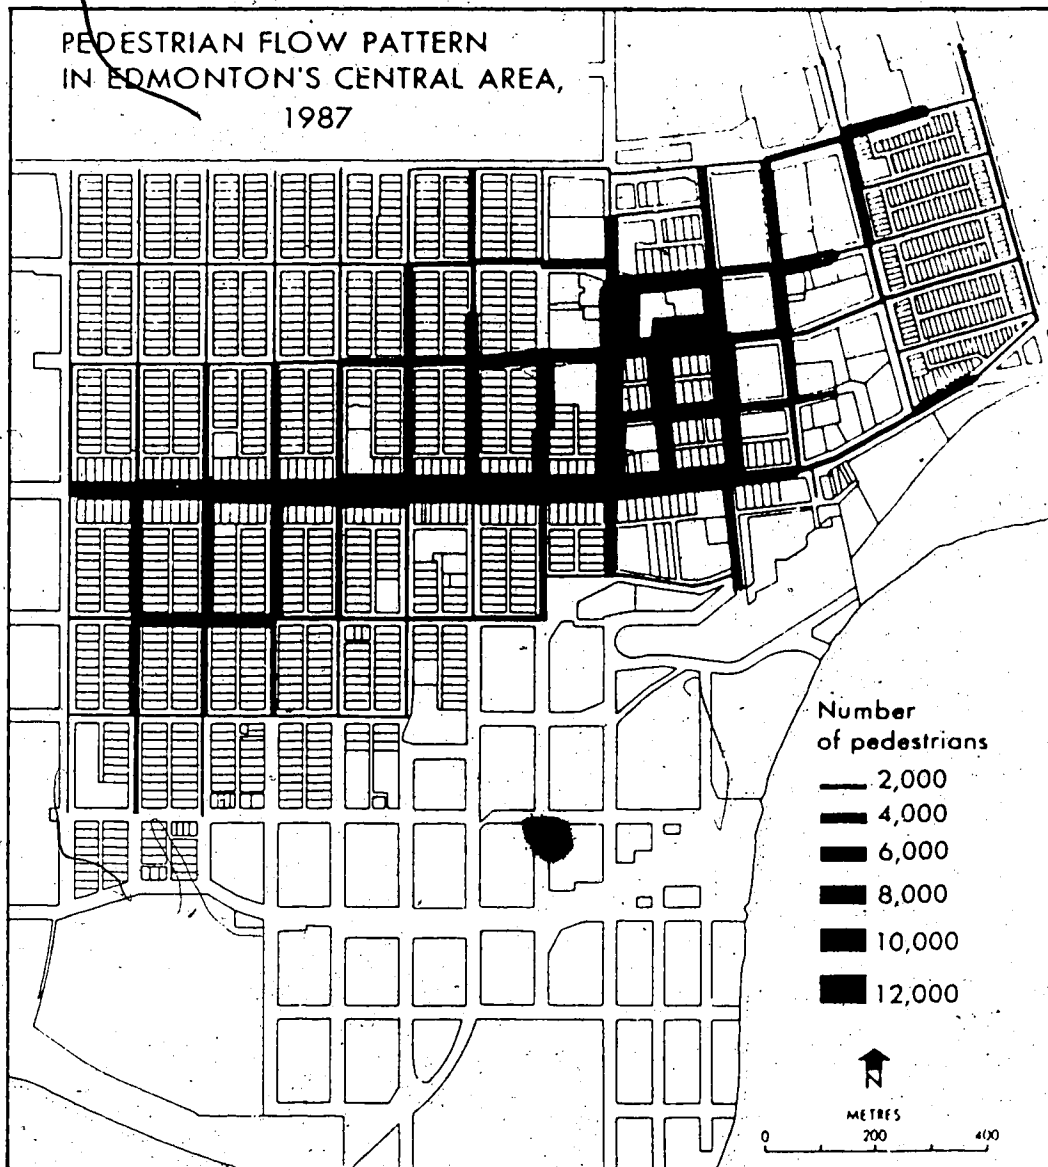 PEDESTRIAN FLOW PATTERN
IN EDMONTON'S CENTRAL AREA,
1987
Number
of pedestrians
2,000
4,000
6,000
8,000
10,000
12,000
N
METRES
0 200 400